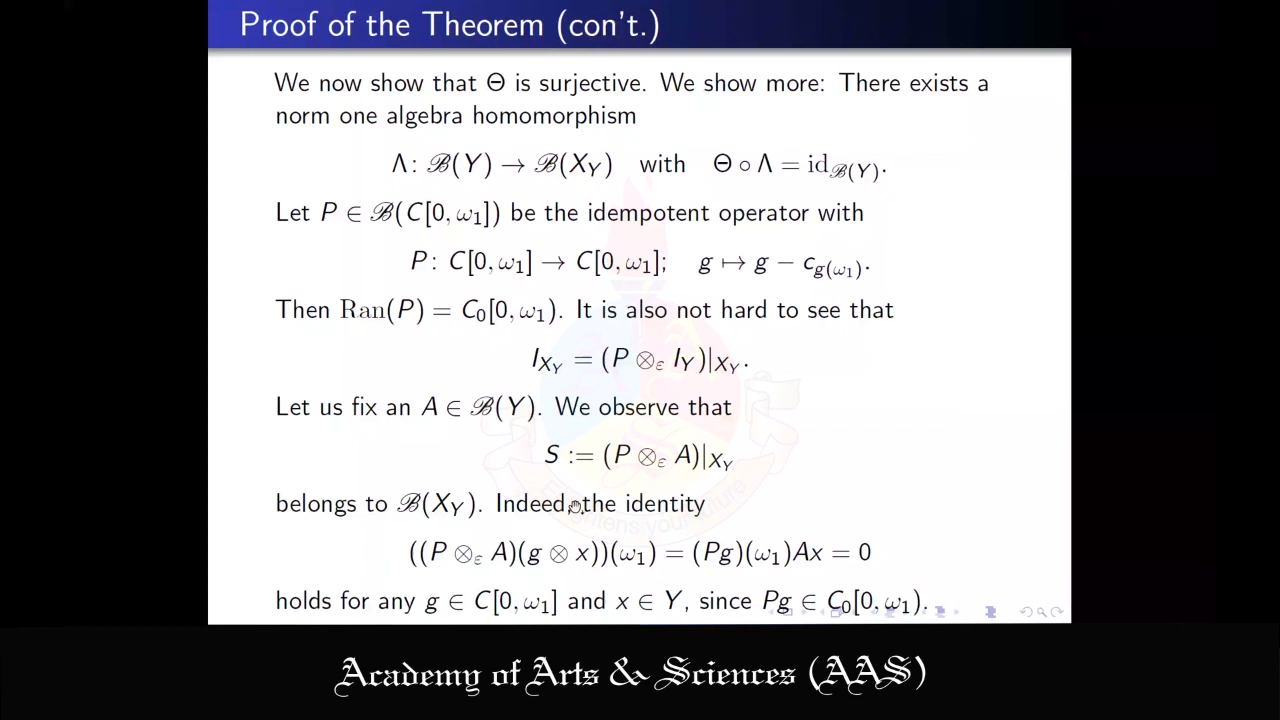 Proof of the Theorem (con't.)
We now show that Θ is surjective. We show more: There exists a
norm one algebra homomorphism
Λ: ℬ(Y) → ℬ(X_Y) with Θ ∘ Λ = id_ℬ(Y).
Let P ∈ ℬ(C[0, ω₁]) be the idempotent operator with
P: C[0, ω₁] → C[0, ω₁]; g ↦ g − c_g(ω₁).
Then Ran(P) = C₀[0, ω₁). It is also not hard to see that
I_X_Y = (P ⊗_ε I_Y)|_X_Y.
Let us fix an A ∈ ℬ(Y). We observe that
S := (P ⊗_ε A)|_X_Y
belongs to ℬ(X_Y). Indeed, the identity
((P ⊗_ε A)(g ⊗ x))(ω₁) = (Pg)(ω₁)Ax = 0
holds for any g ∈ C[0, ω₁] and x ∈ Y, since Pg ∈ C₀[0, ω₁).
Enlightens your future
Academy of Arts & Sciences (AAS)